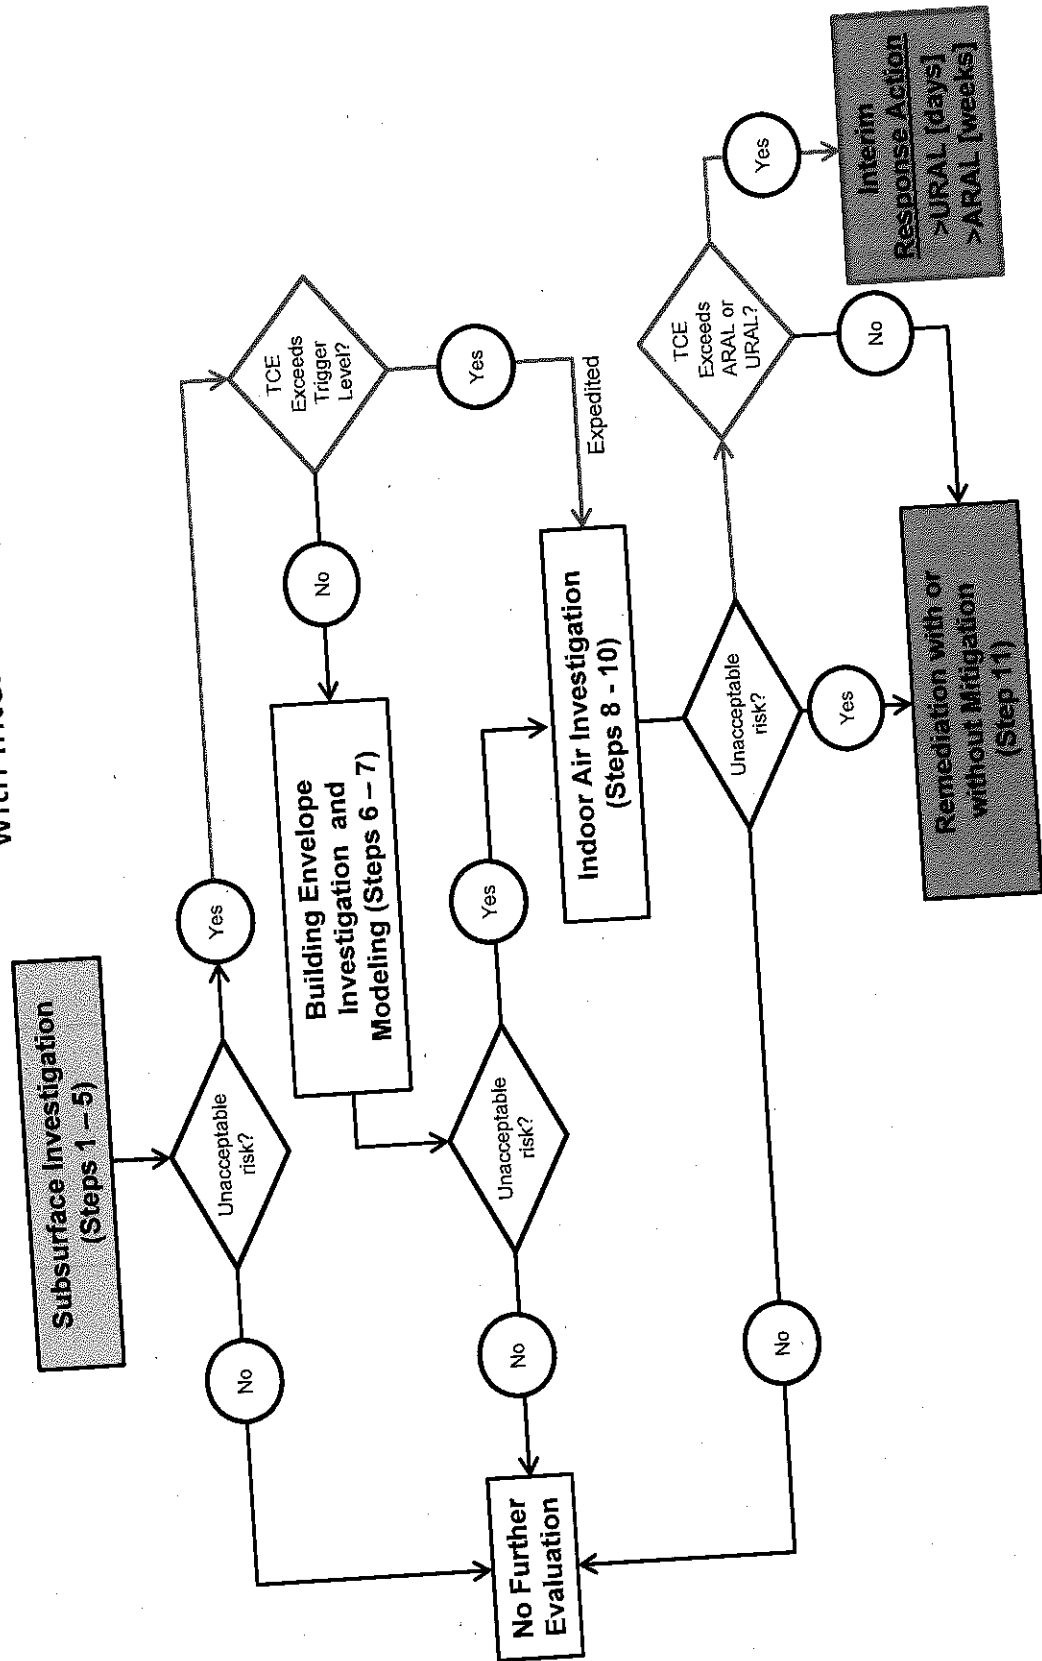 Subsurface Investigation
(Steps 1 – 5)
Unacceptable
risk?
Yes
No
TCE
Exceeds
Trigger
Level?
No
Yes
Expedited
Building Envelope
Investigation and
Modeling (Steps 6 – 7)
Unacceptable
risk?
Yes
No
No Further
Evaluation
Indoor Air Investigation
(Steps 8 - 10)
Unacceptable
risk?
No
Yes
TCE
Exceeds
ARAL or
URAL?
Yes
No
Interim
Response Action
>URAL [days]
>ARAL [weeks]
Remediation with or
without Mitigation
(Step 11)